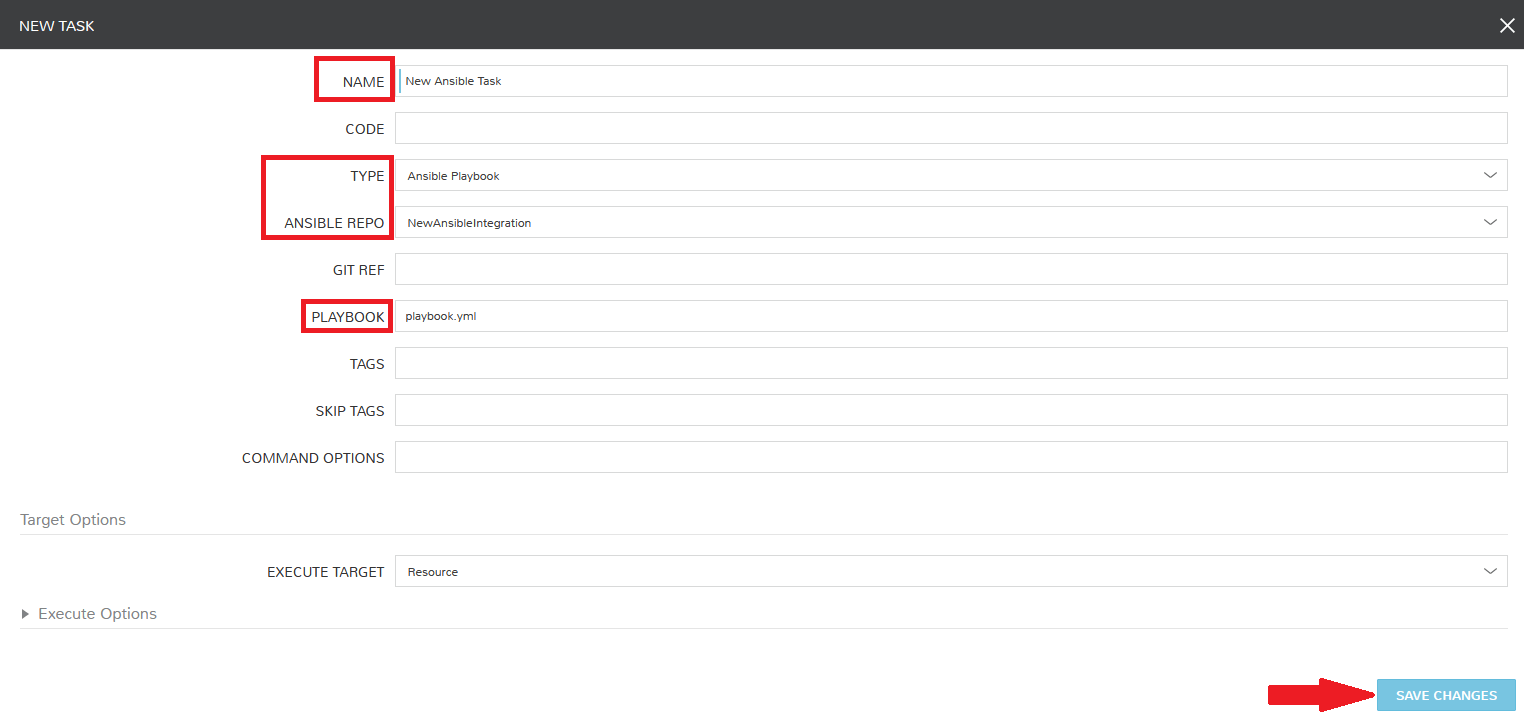 NEW TASK
NAME New Ansible Task
CODE
TYPE Ansible Playbook
ANSIBLE REPO NewAnsibleIntegration
GIT REF
PLAYBOOK playbook.yml
TAGS
SKIP TAGS
COMMAND OPTIONS
Target Options
EXECUTE TARGET Resource
Execute Options
SAVE CHANGES